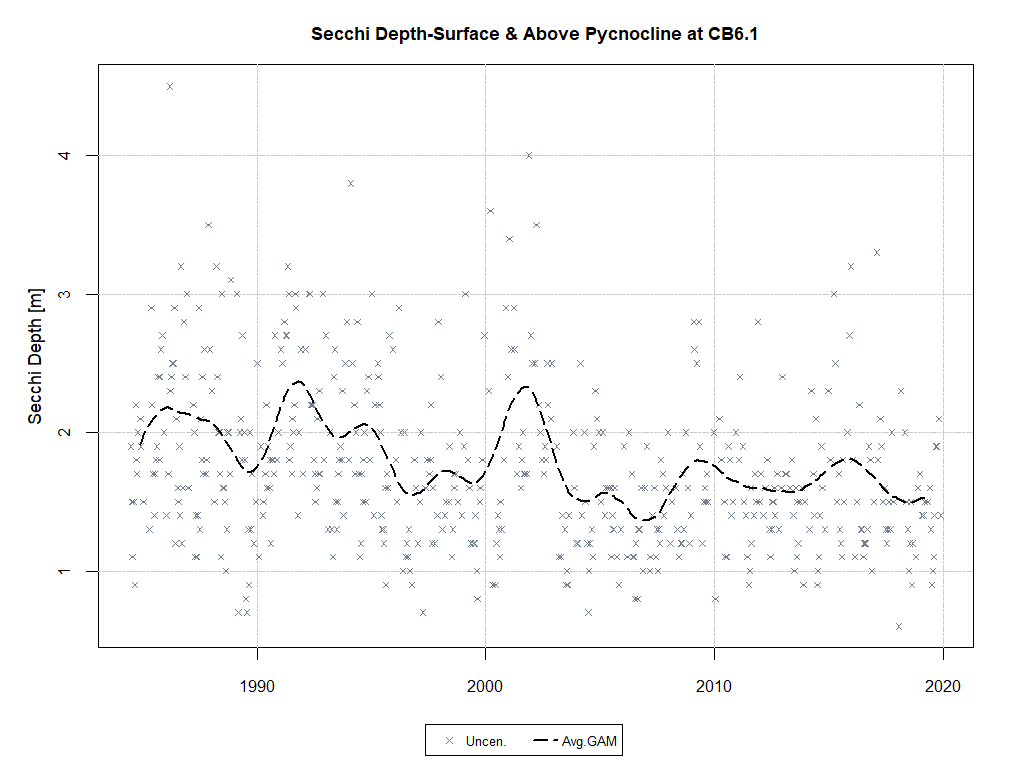 Secchi Depth-Surface & Above Pycnocline at CB6.1
Secchi Depth [m]
4
3
2
1
1990 2000 2010 2020
Uncen. Avg.GAM